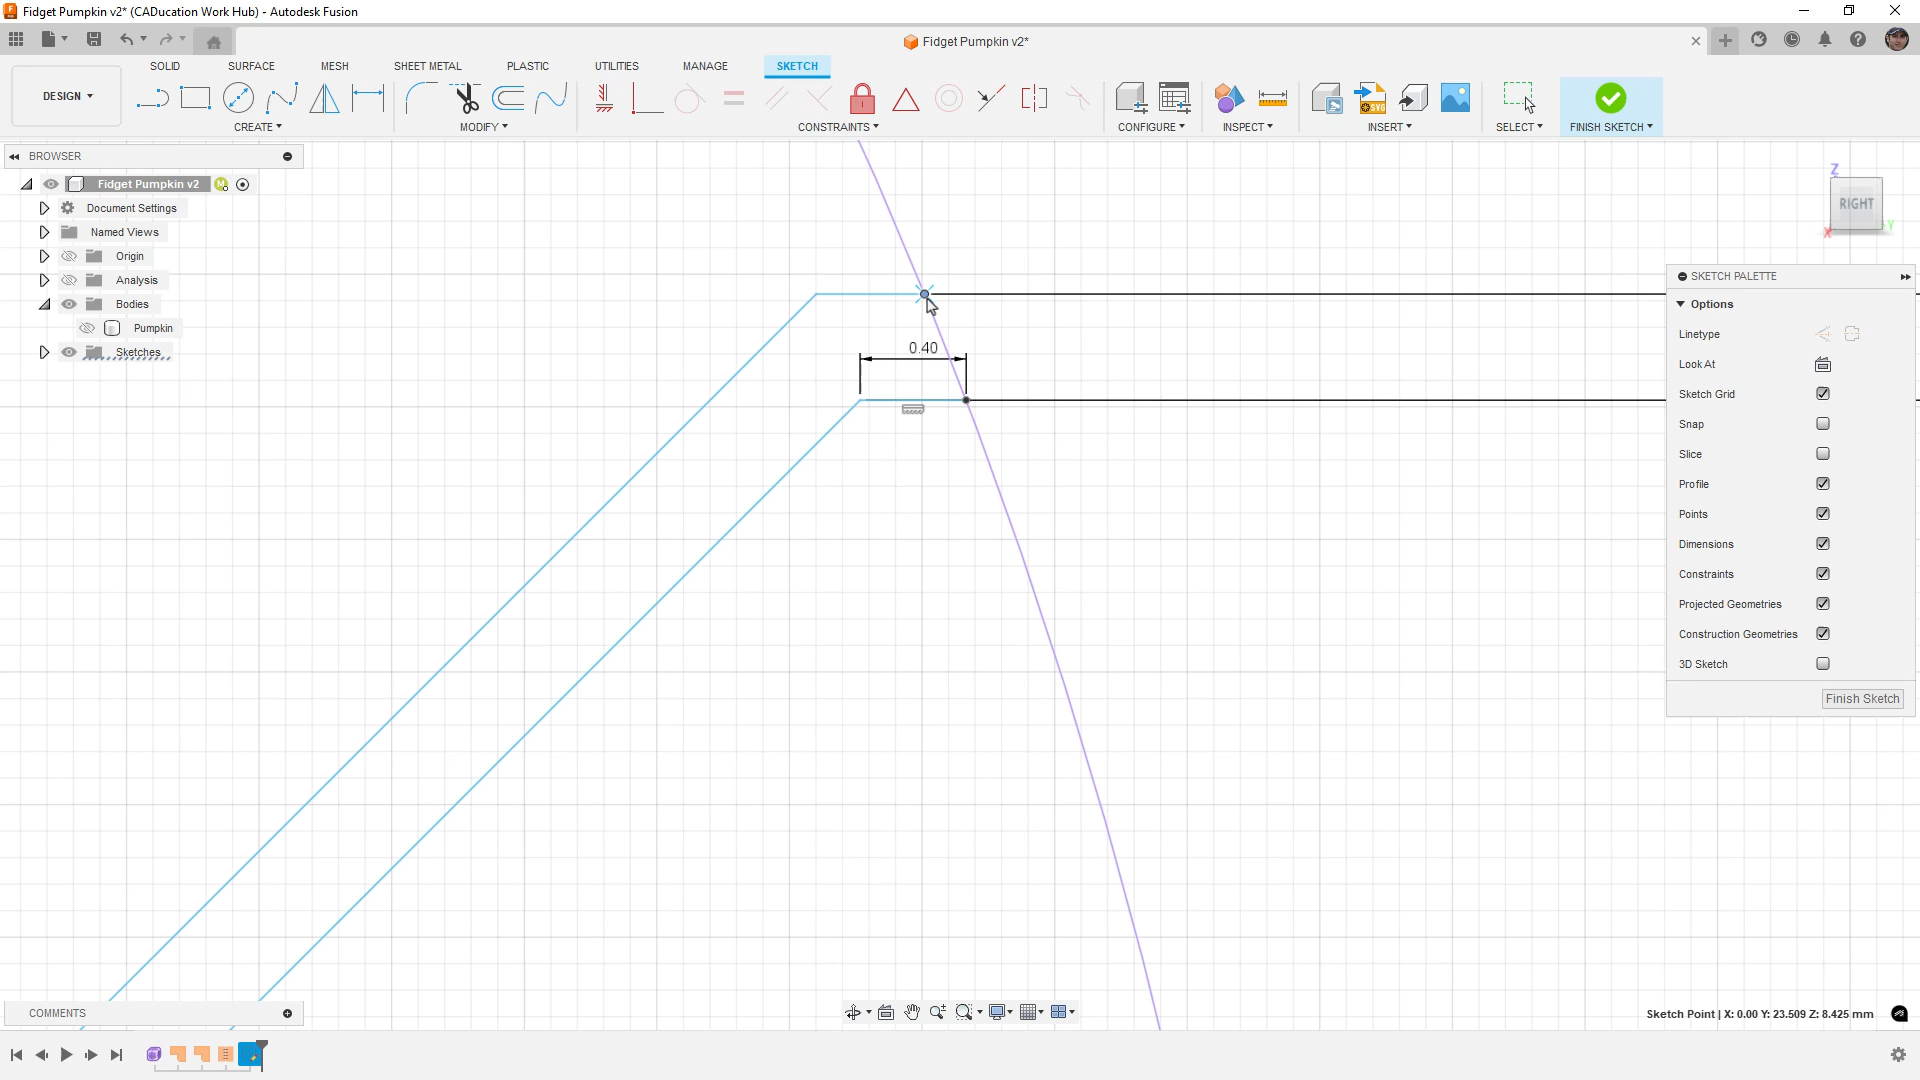 Fidget Pumpkin v2* (CADucation Work Hub) - Autodesk Fusion
Fidget Pumpkin v2*
SOLID SURFACE MESH SHEET METAL PLASTIC UTILITIES MANAGE SKETCH
DESIGN
CREATE MODIFY CONSTRAINTS CONFIGURE INSPECT INSERT SELECT FINISH SKETCH
BROWSER
Fidget Pumpkin v2
Document Settings
Named Views
Origin
Analysis
Bodies
Pumpkin
Sketches
0.40
Z
RIGHT
X
Y
SKETCH PALETTE
Options
Linetype
Look At
Sketch Grid
Snap
Slice
Profile
Points
Dimensions
Constraints
Projected Geometries
Construction Geometries
3D Sketch
Finish Sketch
COMMENTS
Sketch Point | X: 0.00 Y: 23.509 Z: 8.425 mm